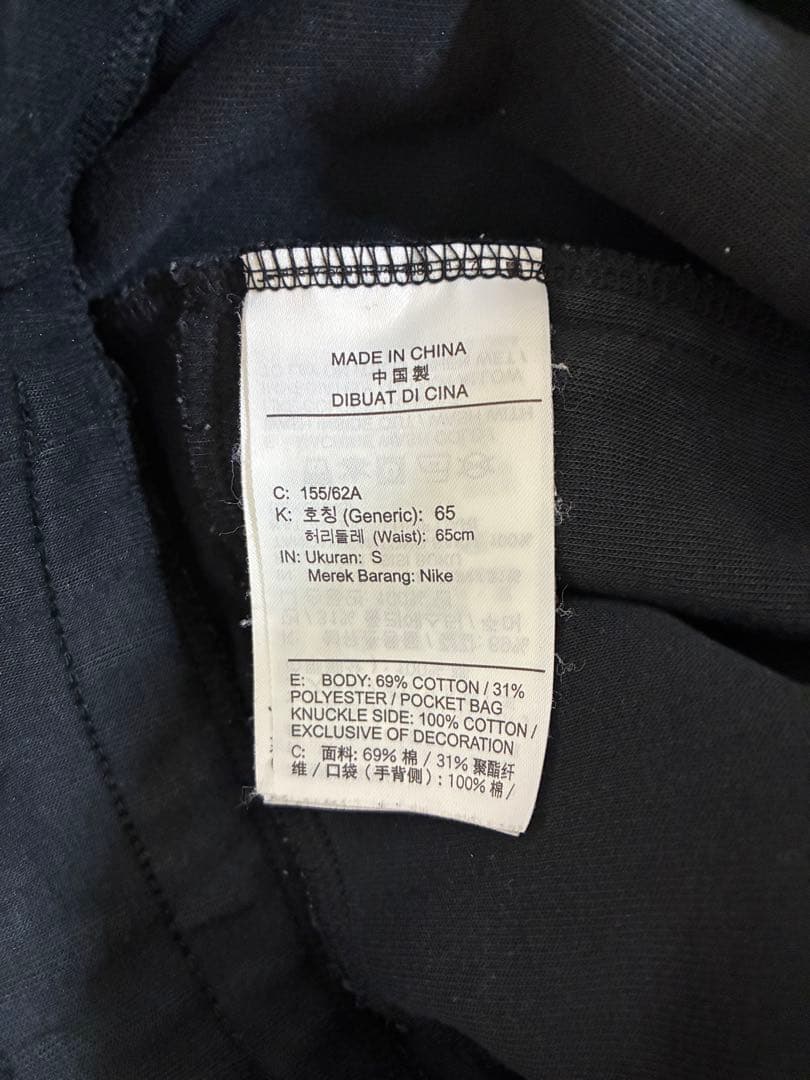 MADE IN CHINA
中国製
DIBUAT DI CINA
C: 155/62A
K: 호칭 (Generic): 65
허리둘레 (Waist): 65cm
IN: Ukuran: S
Merek Barang: Nike
E: BODY: 69% COTTON / 31%
POLYESTER / POCKET BAG
KNUCKLE SIDE: 100% COTTON /
EXCLUSIVE OF DECORATION
C: 面料: 69% 棉 / 31% 聚酯纤
维 / 口袋 (手背侧) : 100% 棉 /